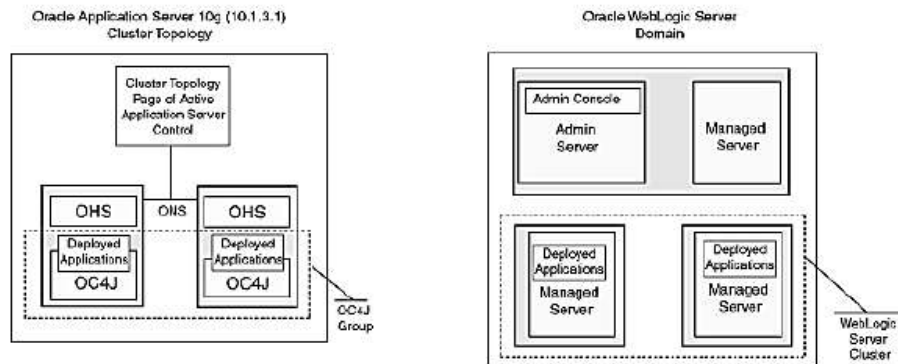 Oracle Application Server 10g (10.1.3.1)
Cluster Topology
Cluster Topology
Page of Active
Application Server
Control
OHS
ONS
OHS
Deployed
Applications
OC4J
Deployed
Applications
OC4J
OC4J
Group
Oracle WebLogic Server
Domain
Admin Console
Admin
Server
Managed
Server
Deployed
Applications
Managed
Server
Deployed
Applications
Managed
Server
WebLogic
Server
Cluster